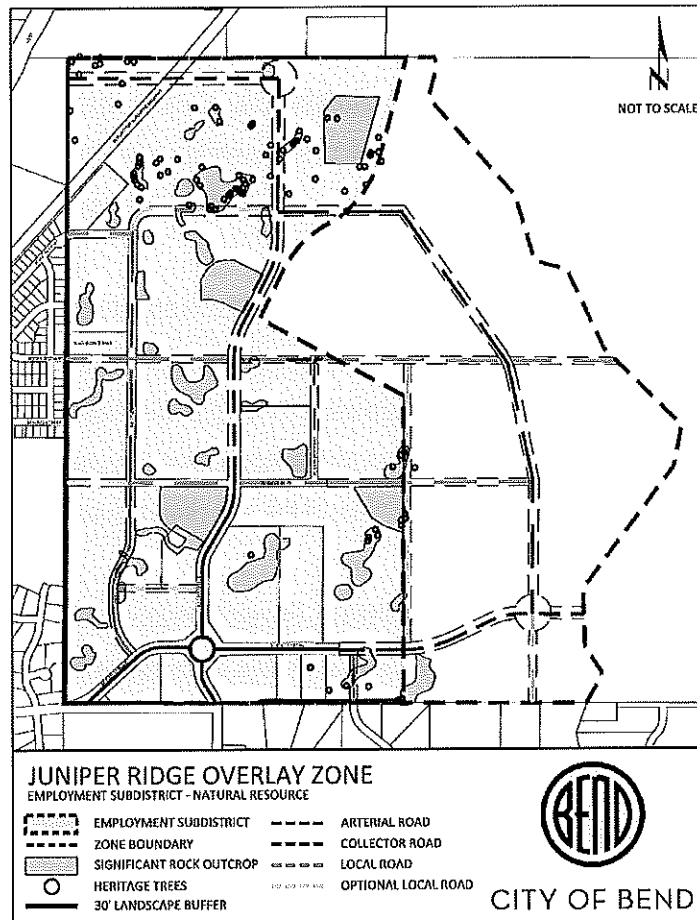 N
NOT TO SCALE
JUNIPER RIDGE OVERLAY ZONE
EMPLOYMENT SUBDISTRICT - NATURAL RESOURCE
EMPLOYMENT SUBDISTRICT
ZONE BOUNDARY
SIGNIFICANT ROCK OUTCROP
HERITAGE TREES
30' LANDSCAPE BUFFER
ARTERIAL ROAD
COLLECTOR ROAD
LOCAL ROAD
OPTIONAL LOCAL ROAD
BEND
CITY OF BEND